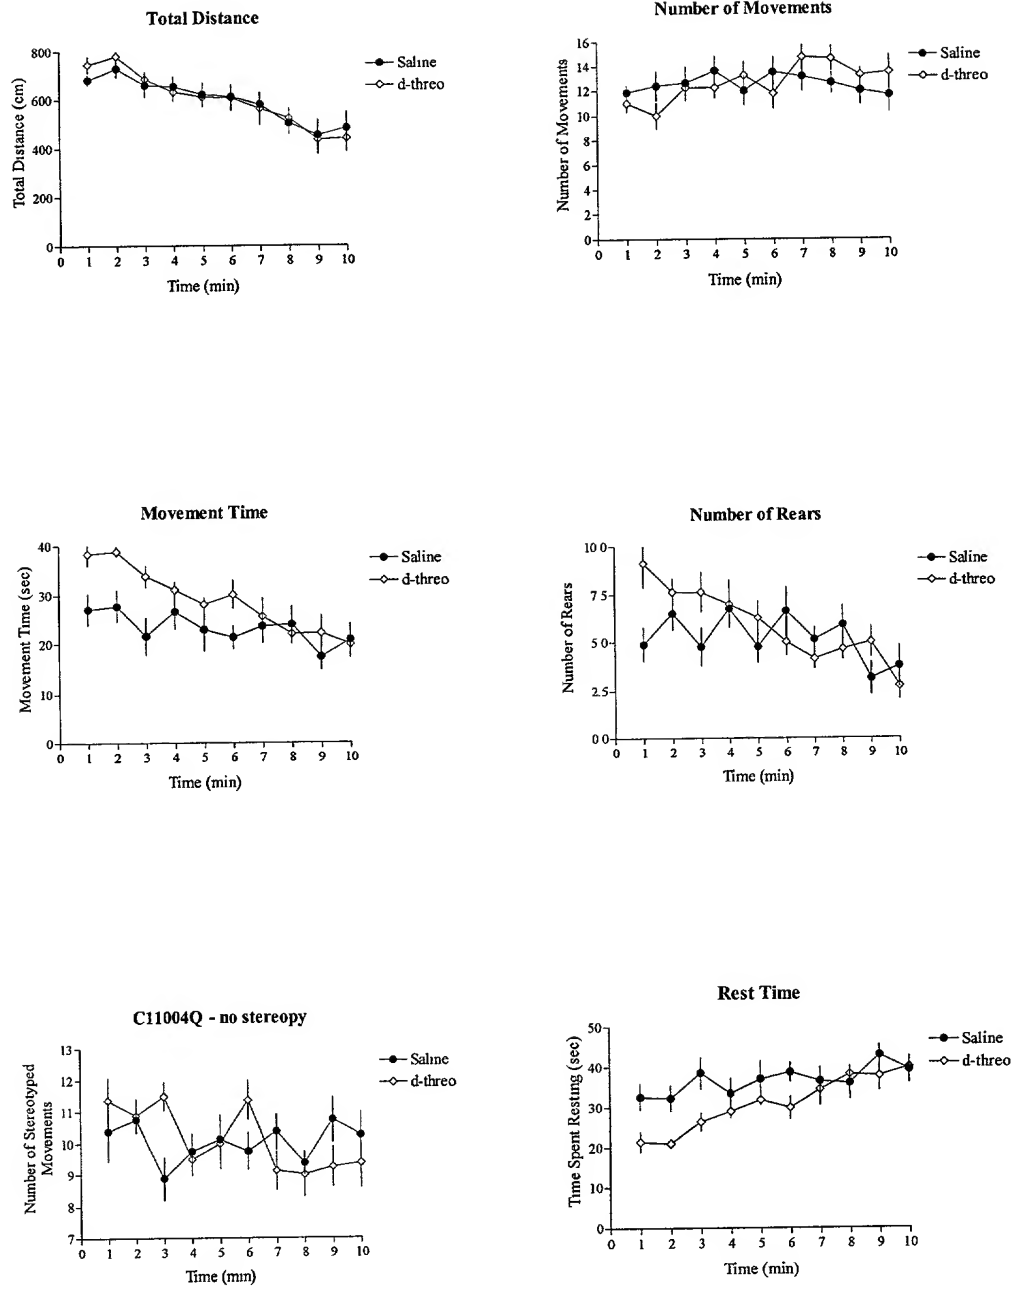 Total Distance
800
600
400
200
0
Total Distance (cm)
0 1 2 3 4 5 6 7 8 9 10
Time (min)
Saline
d-threo
Number of Movements
16
14
12
10
8
6
4
2
0
Number of Movements
0 1 2 3 4 5 6 7 8 9 10
Time (min)
Saline
d-threo
Movement Time
40
30
20
10
0
Movement Time (sec)
0 1 2 3 4 5 6 7 8 9 10
Time (min)
Saline
d-threo
Number of Rears
10 0
7.5
5.0
2.5
0 0
Number of Rears
0 1 2 3 4 5 6 7 8 9 10
Time (min)
Saline
d-threo
C11004Q - no stereopy
13
12
11
10
9
8
7
Number of Stereotyped
Movements
0 1 2 3 4 5 6 7 8 9 10
Time (min)
Saline
d-threo
Rest Time
50
40
30
20
10
0
Time Spent Resting (sec)
0 1 2 3 4 5 6 7 8 9 10
Time (min)
Saline
d-threo